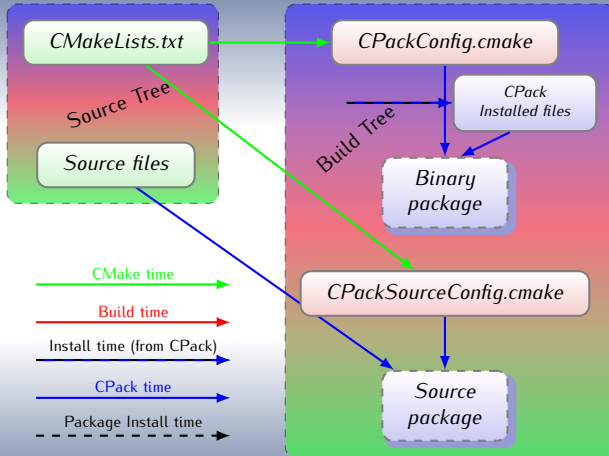 CMakeLists.txt
CPackConfig.cmake
Source Tree
CPack
Installed files
Build Tree
Source files
Binary
package
CMake time
CPackSourceConfig.cmake
Build time
Install time (from CPack)
CPack time
Source
package
Package Install time